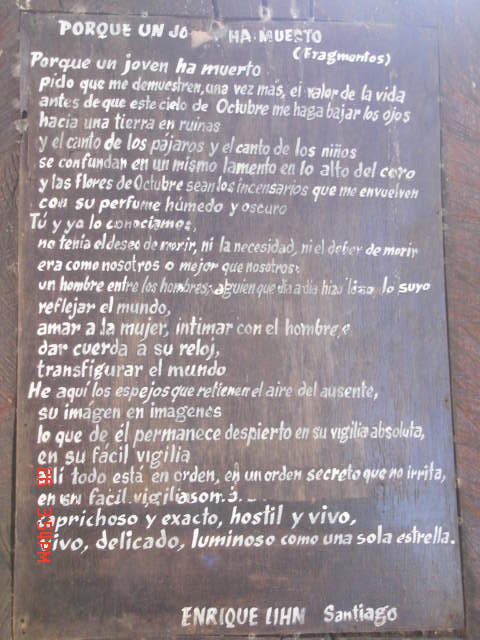 PORQUE UN JO HA MUERTO
(Fragmentos)
Porque un joven ha muerto
pido que me demuestren, una vez más, el valor de la vida
antes de que este cielo de Octubre me haga bajar los ojos
hacia una tierra en ruinas
y el canto de los pájaros y el canto de los niños
se confundan en un mismo lamento en lo alto del coro
y las flores de Octubre sean los incensarios que me envuelven
con su perfume húmedo y oscuro
Tú y yo lo conociamos,
no tenía el deseo de morir, ni la necesidad, ni el deber de morir
era como nosotros o mejor que nosotros:
un hombre entre los hombres, alguien que día a día hizo lo suyo
reflejar el mundo,
amar a la mujer, intimar con el hombre,
dar cuerda a su reloj,
transfigurar el mundo
He aquí los espejos que retienen el aire del ausente,
su imágen en imagenes
lo que de él permanece despierto en su vigilia absoluta,
en su fácil vigilia
Allí todo está en orden, en un orden secreto que no irrita,
en su fácil vigilia
caprichoso y exacto, hostil y vivo,
vivo, delicado, luminoso como una sola estrella.
ENRIQUE LIHN Santiago